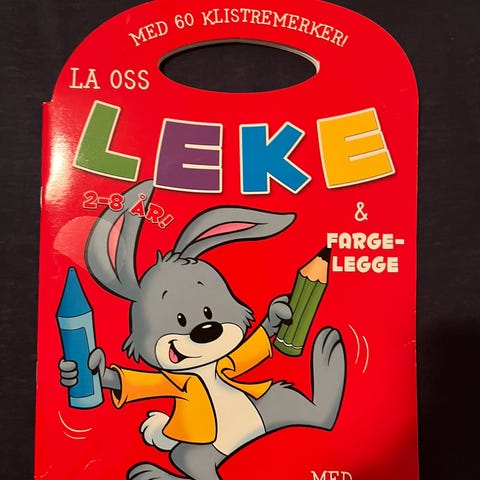 MED 60 KLISTREMERKER!
LA OSS
LEKE
2-8 ÅR!
&
FARGE-
LEGGE
MED